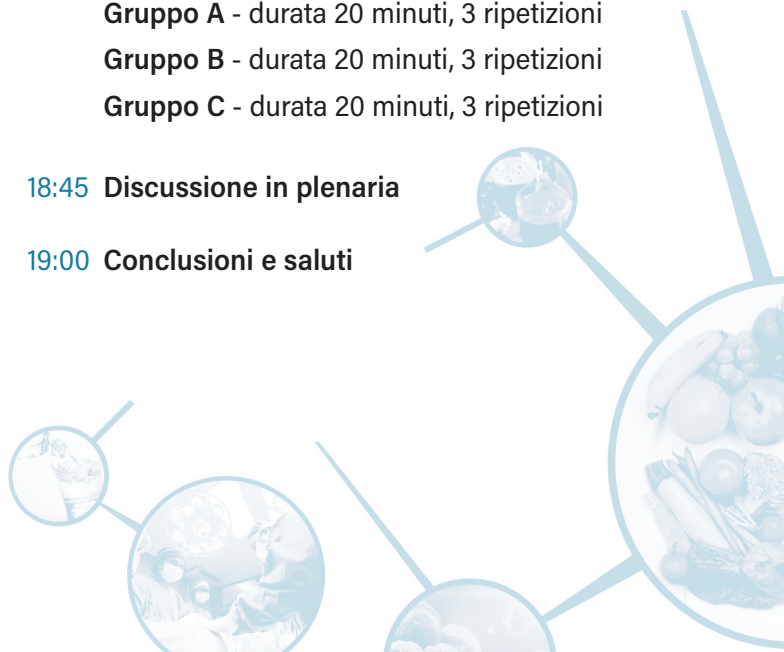 Gruppo A - durata 20 minuti, 3 ripetizioni
Gruppo B - durata 20 minuti, 3 ripetizioni
Gruppo C - durata 20 minuti, 3 ripetizioni
18:45 Discussione in plenaria
19:00 Conclusioni e saluti